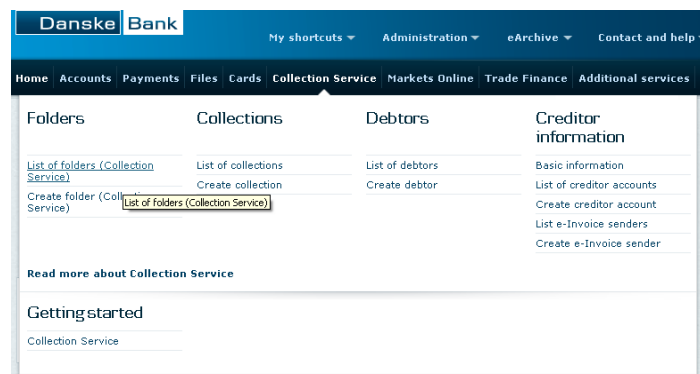 Danske Bank
My shortcuts Administration eArchive Contact and help
Home Accounts Payments Files Cards Collection Service Markets Online Trade Finance Additional services
Folders
List of folders (Collection
Service)
Create folder (Coll
Service)
List of folders (Collection Service)
Collections
List of collections
Create collection
Debtors
List of debtors
Create debtor
Creditor
information
Basic information
List of creditor accounts
Create creditor account
List e-Invoice senders
Create e-Invoice sender
Read more about Collection Service
Getting started
Collection Service